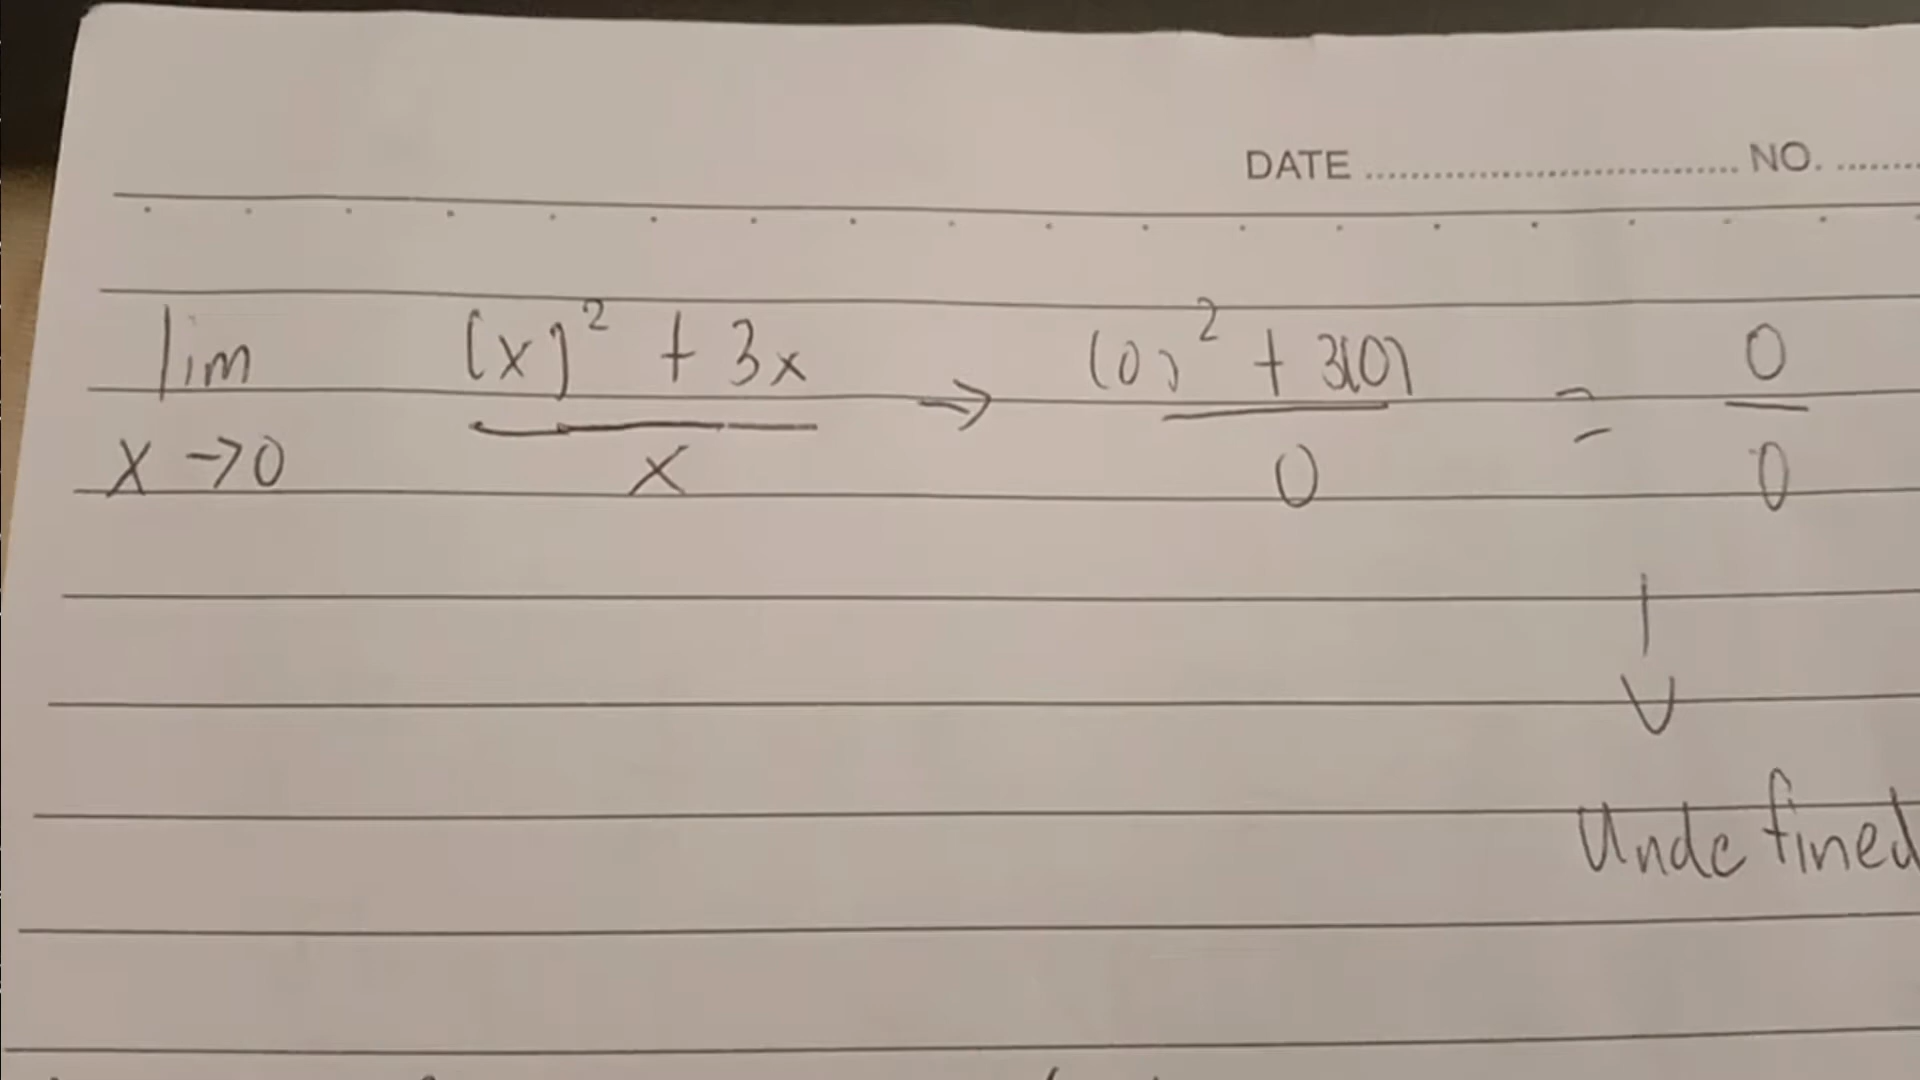 DATE ........................................ NO. ........
lim (x)² + 3x → (0)² + 3(0) = 0
x → 0 x 0 0
↓
Undefined